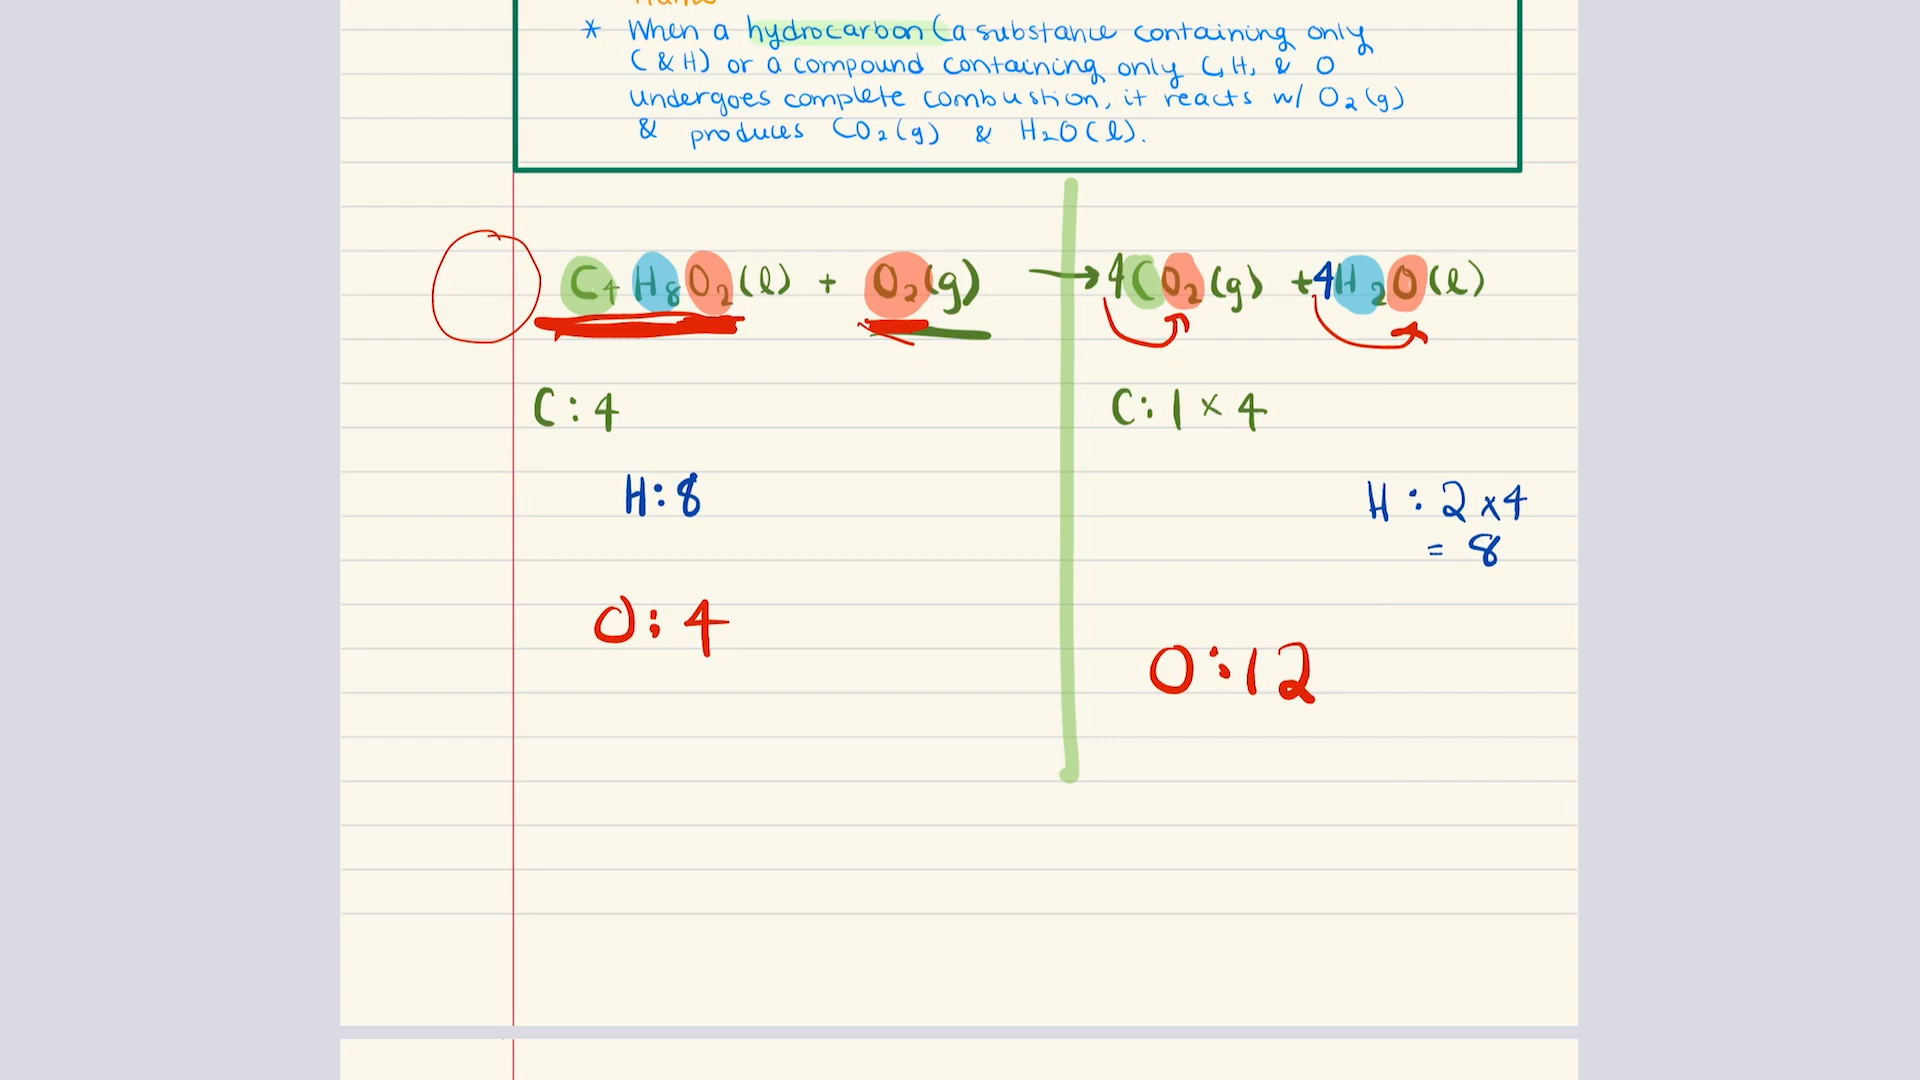 * When a hydrocarbon (a substance containing only
C & H) or a compound containing only C, H, & O
undergoes complete combustion, it reacts w/ O₂(g)
& produces CO₂(g) & H₂O(l).
C₄H₈O₂(l) + O₂(g) → 4CO₂(g) + 4H₂O(l)
C: 4
C: 1 × 4
H: 8
H: 2 × 4
= 8
O: 4
O: 12